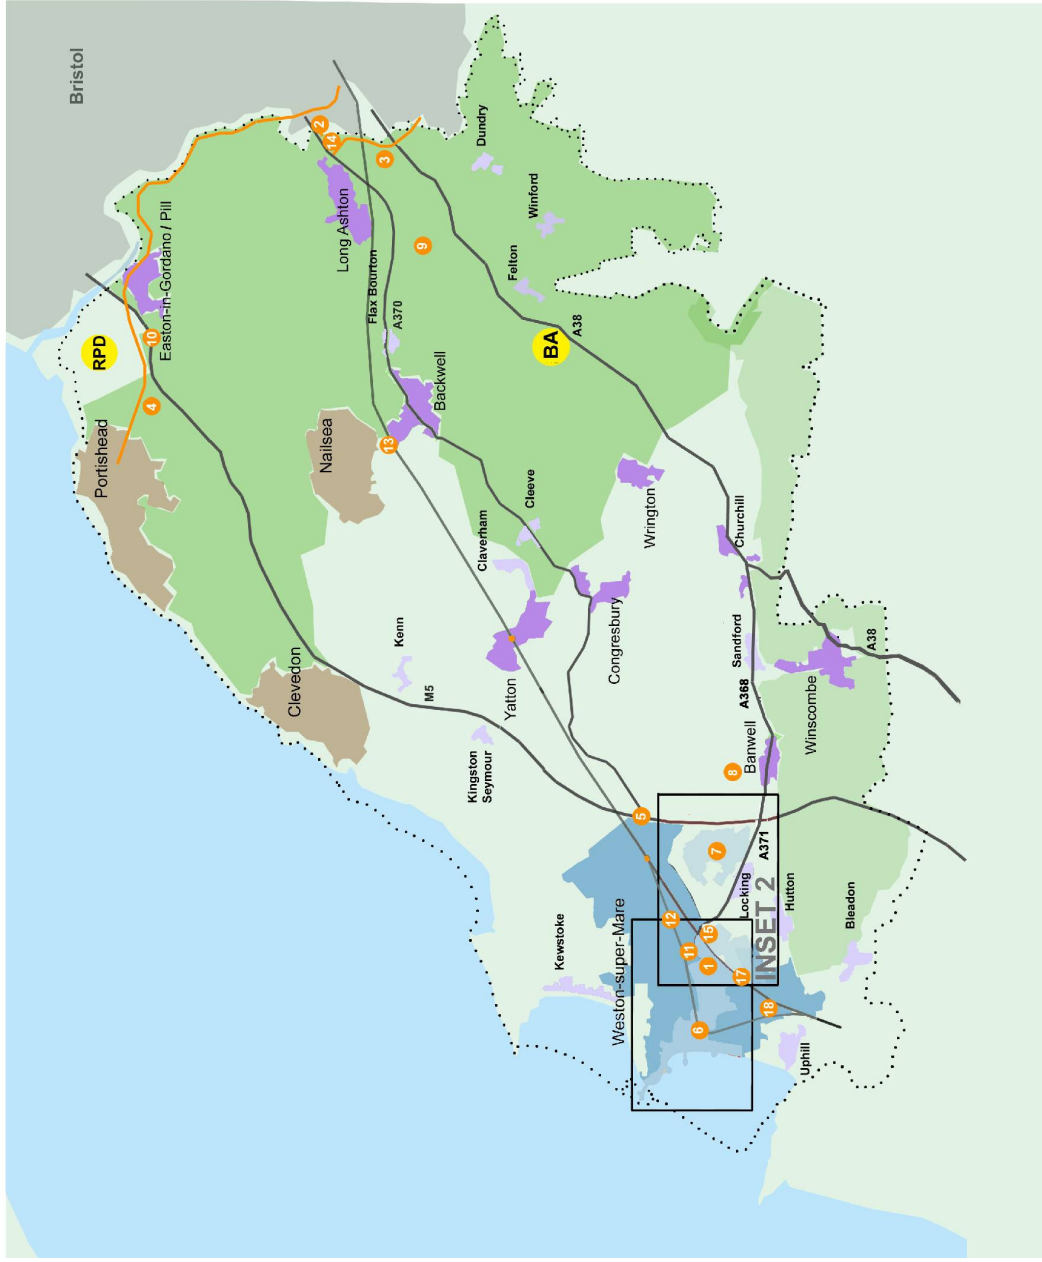 Bristol
RPD
Portishead
4
10
Easton-in-Gordano / Pill
2
14
3
Long Ashton
Flax Bourton
A370
9
Dundry
Winford
Felton
BA
A38
Nailsea
13
Backwell
Clevedon
Claverham
Cleeve
Wrington
Kenn
M5
Yatton
Congresbury
Churchill
Sandford
A368
A38
Winscombe
Kingston
Seymour
8
Banwell
5
7
A371
Locking
Hutton
INSET 2
Bleadon
Kewstoke
Weston-super-Mare
12
11
15
1
17
6
18
Uphill